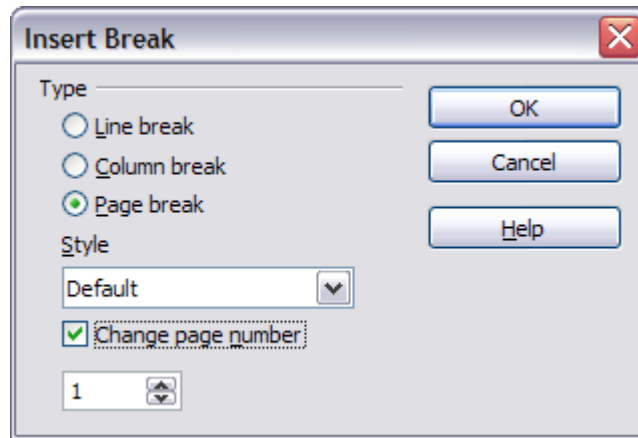 Insert Break
Type
Line break
Column break
Page break
Style
Default
Change page number
1
OK
Cancel
Help